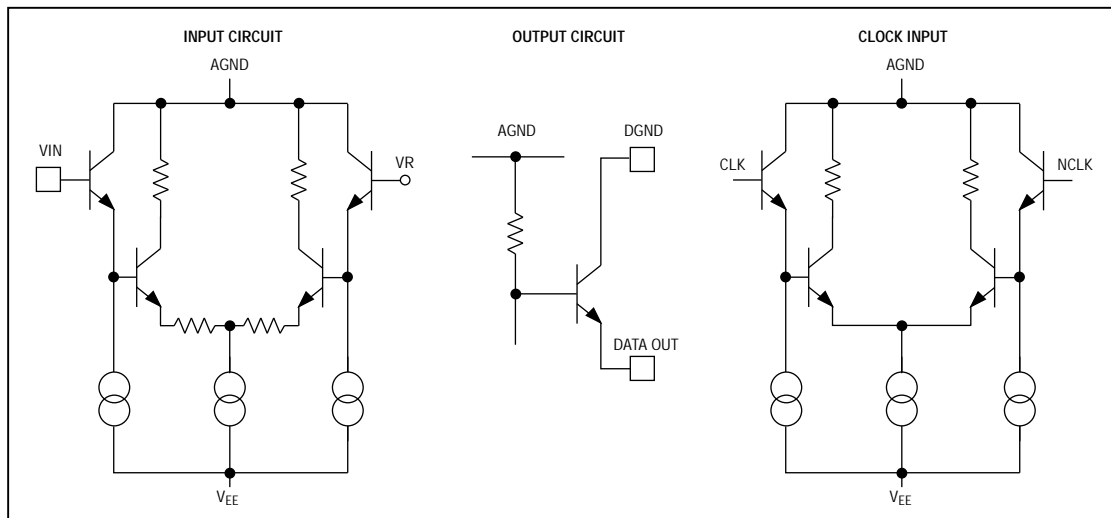 INPUT CIRCUIT
AGND
VIN
VR
VEE
OUTPUT CIRCUIT
AGND
DGND
DATA OUT
CLOCK INPUT
AGND
CLK
NCLK
VEE